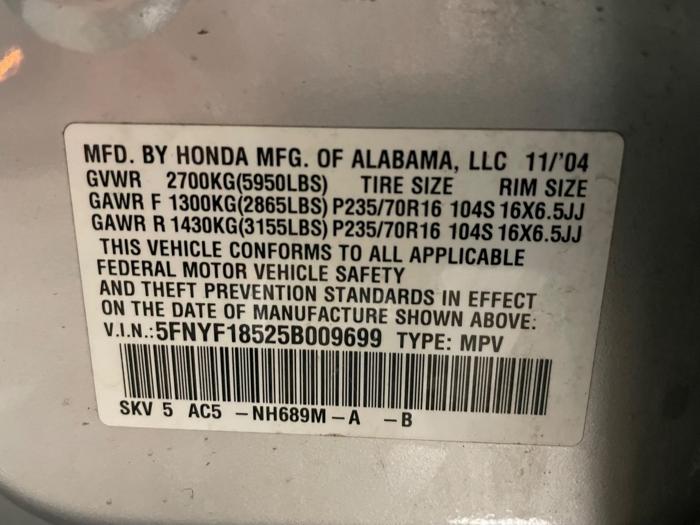 MFD. BY HONDA MFG. OF ALABAMA, LLC 11/'04
GVWR 2700KG(5950LBS) TIRE SIZE RIM SIZE
GAWR F 1300KG(2865LBS) P235/70R16 104S 16X6.5JJ
GAWR R 1430KG(3155LBS) P235/70R16 104S 16X6.5JJ
THIS VEHICLE CONFORMS TO ALL APPLICABLE
FEDERAL MOTOR VEHICLE SAFETY
AND THEFT PREVENTION STANDARDS IN EFFECT
ON THE DATE OF MANUFACTURE SHOWN ABOVE:
V.I.N.:5FNYF18525B009699 TYPE: MPV
SKV 5 AC5 -NH689M-A -B